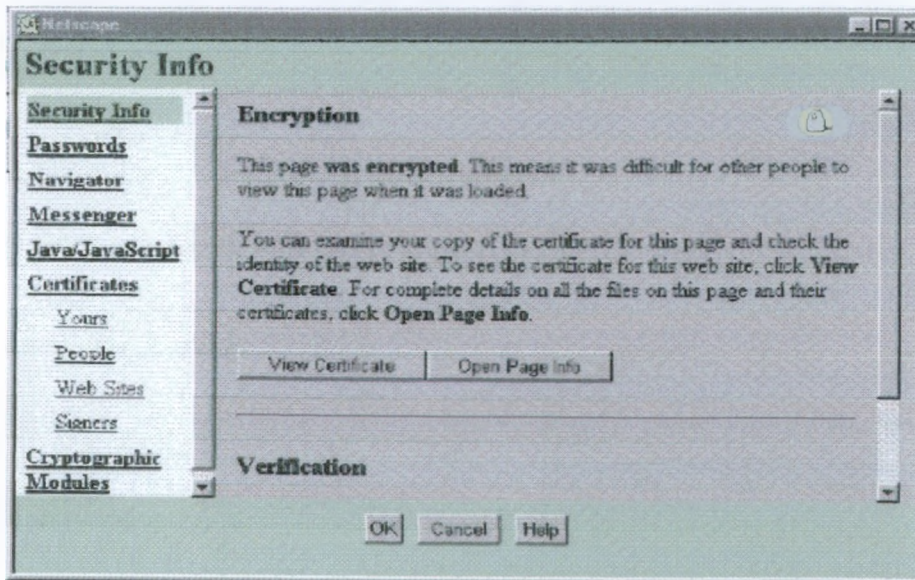 Netscape
Security Info
Security Info
Passwords
Navigator
Messenger
Java/JavaScript
Certificates
Yours
People
Web Sites
Signers
Cryptographic
Modules
Encryption
This page was encrypted. This means it was difficult for other people to
view this page when it was loaded.
You can examine your copy of the certificate for this page and check the
identity of the web site. To see the certificate for this web site, click View
Certificate. For complete details on all the files on this page and their
certificates, click Open Page Info.
View Certificate
Open Page Info
Verification
OK
Cancel
Help